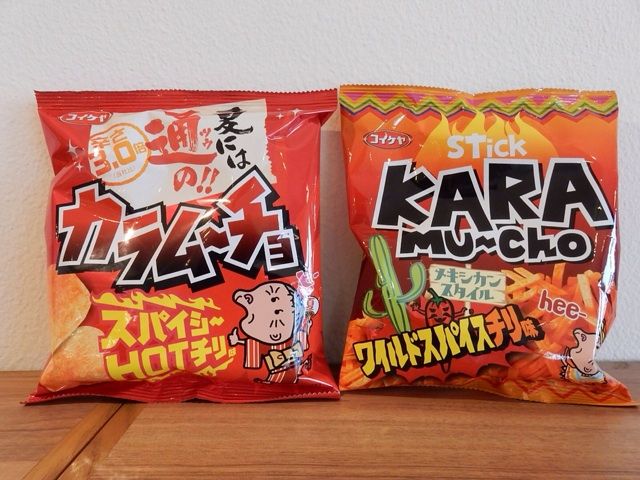 コイケヤ
夏には
通ツウ
の!!
辛さ
3.0倍
カラムーチョ
スパイシー
HOTチリ味
コイケヤ
STick
KARA
MU~CHO
メキシカン
スタイル
hee-
ワイルドスパイスチリ味